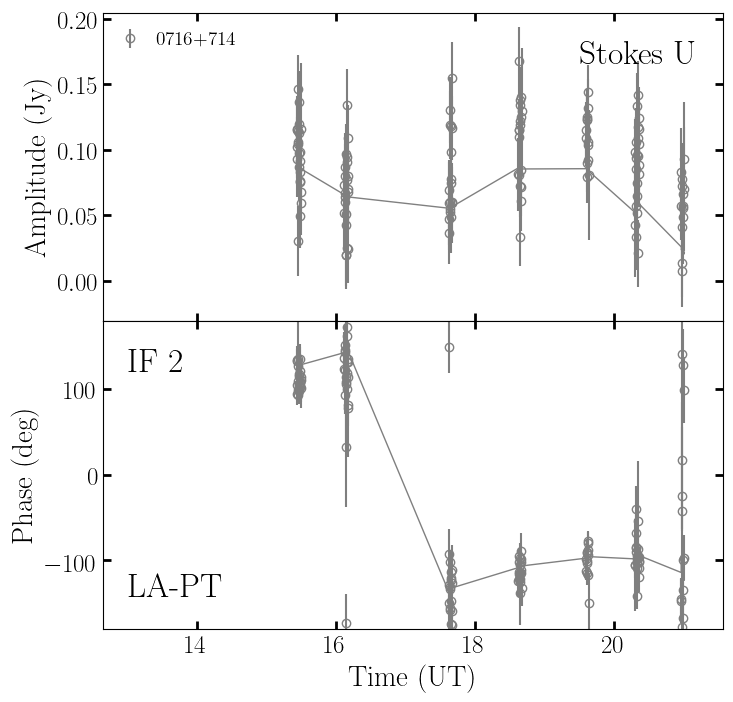 0.20
0.15
0.10
0.05
0.00
Amplitude (Jy)
0716+714
Stokes U
100
0
−100
Phase (deg)
IF 2
LA-PT
14
16
18
20
Time (UT)